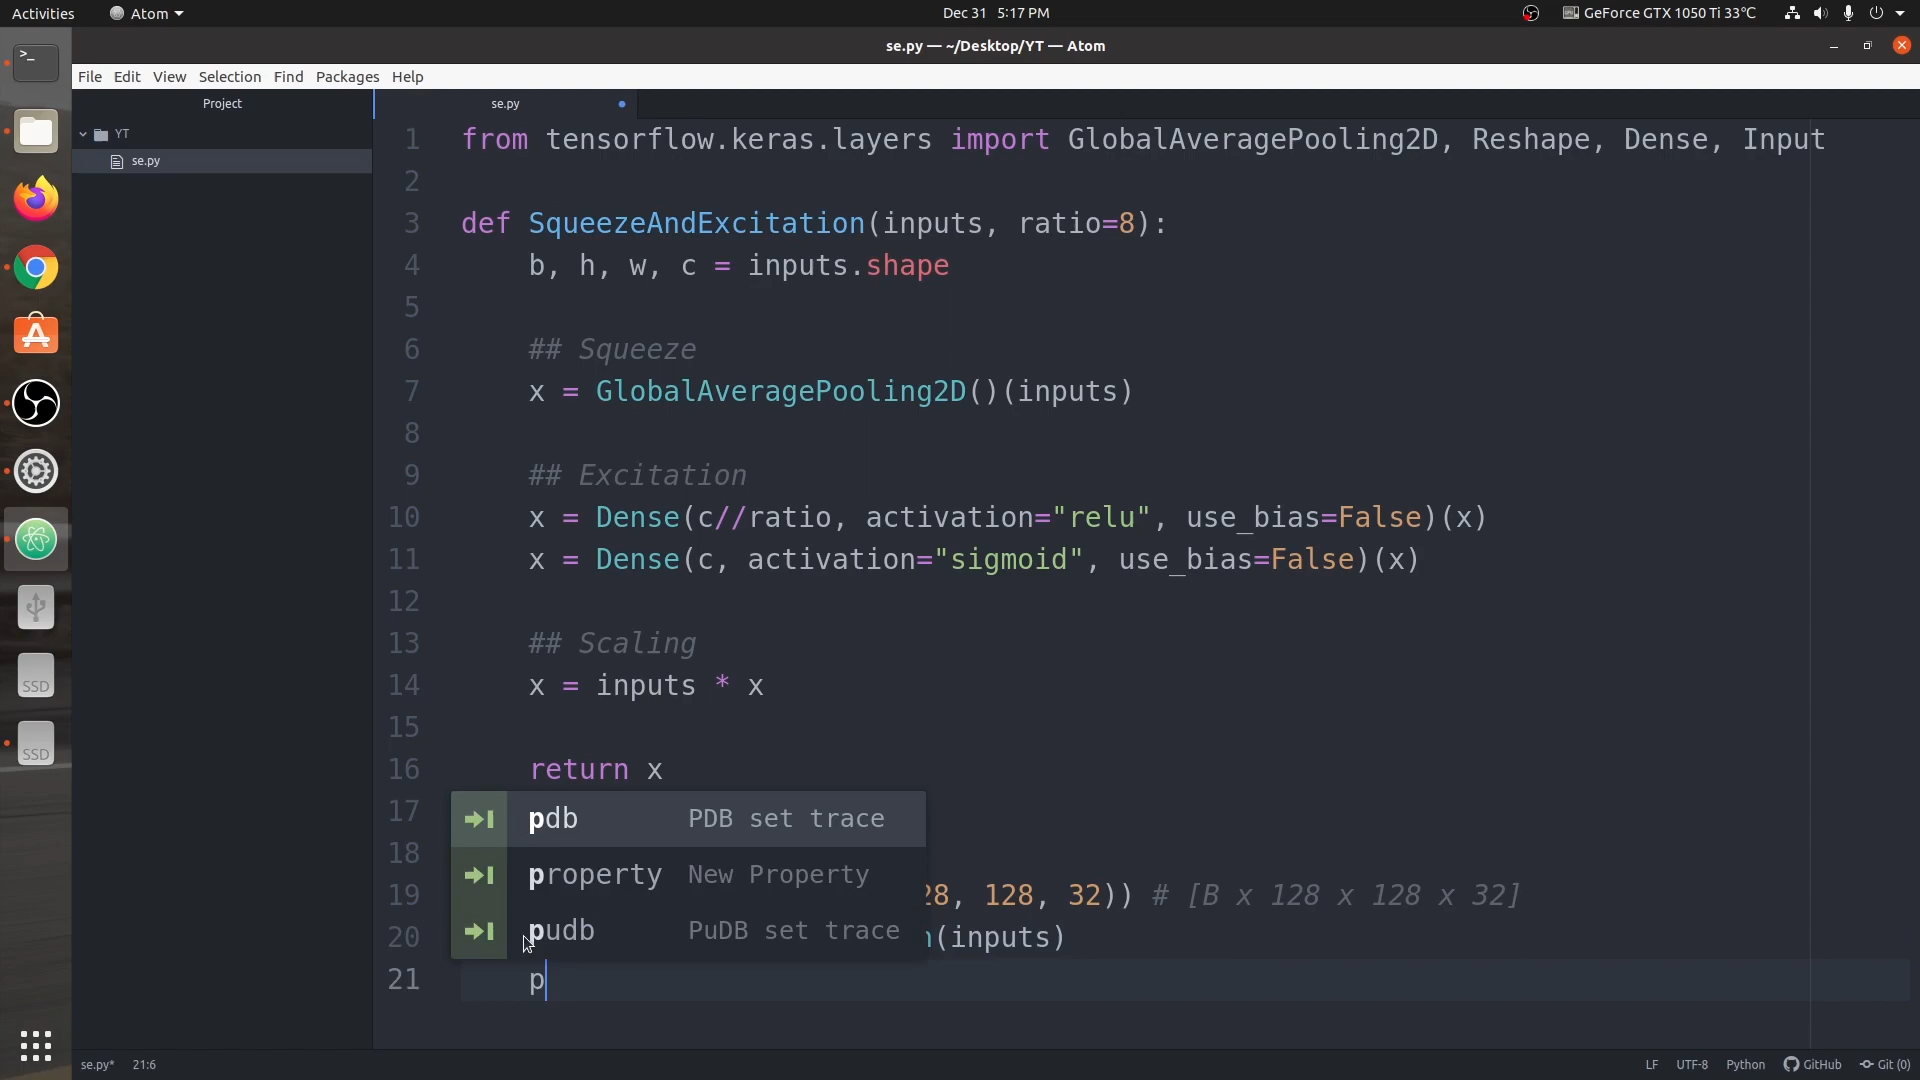 Activities Atom Dec 31 5:17 PM GeForce GTX 1050 Ti 33℃
se.py — ~/Desktop/YT — Atom
File Edit View Selection Find Packages Help
Project
YT
se.py
se.py
1 from tensorflow.keras.layers import GlobalAveragePooling2D, Reshape, Dense, Input
2
3 def SqueezeAndExcitation(inputs, ratio=8):
4 b, h, w, c = inputs.shape
5
6 ## Squeeze
7 x = GlobalAveragePooling2D()(inputs)
8
9 ## Excitation
10 x = Dense(c//ratio, activation="relu", use_bias=False)(x)
11 x = Dense(c, activation="sigmoid", use_bias=False)(x)
12
13 ## Scaling
14 x = inputs * x
15
16 return x
17 pdb PDB set trace
18
property New Property
19 28, 128, 32)) # [B x 128 x 128 x 32]
20 pudb PuDB set trace n(inputs)
21 p
>_
SSD
SSD
se.py* 21:6 LF UTF-8 Python GitHub Git (0)